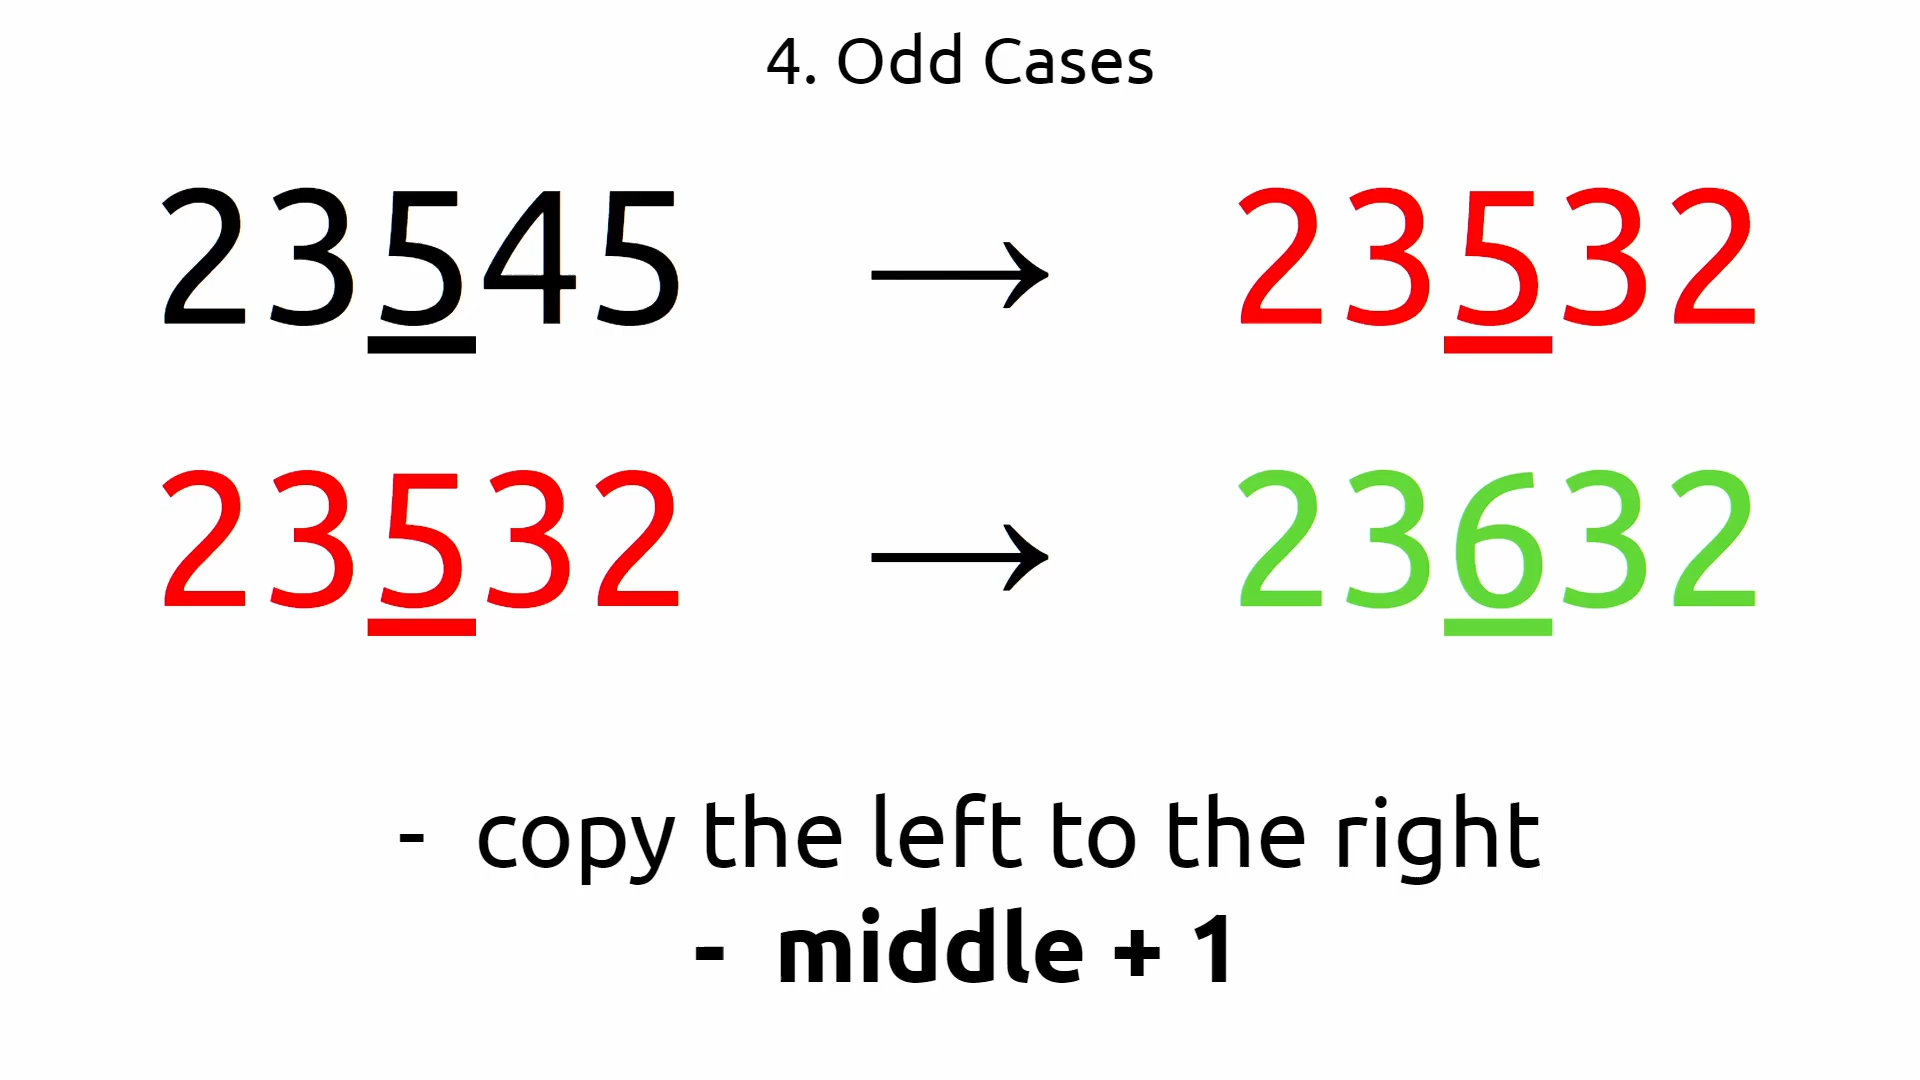 4. Odd Cases
23545 → 23532
23532 → 23632
- copy the left to the right
- middle + 1